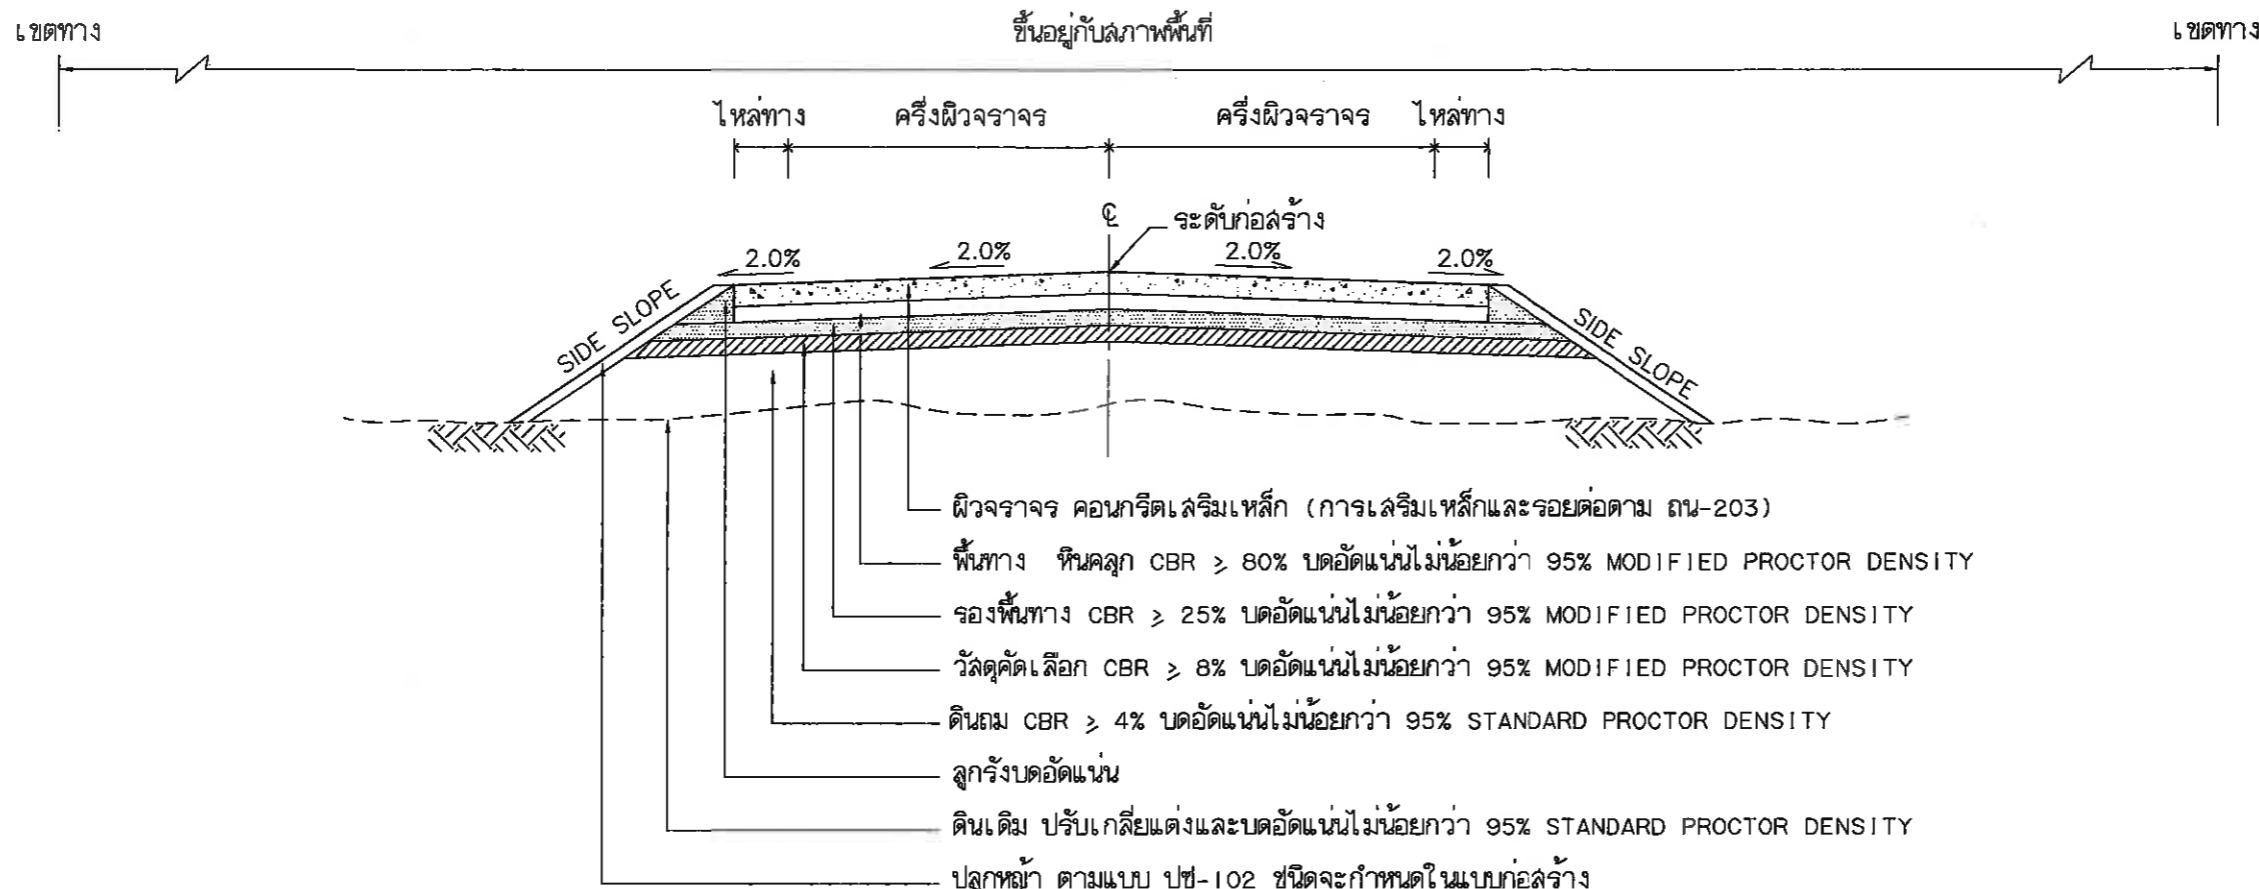 เขตทาง ขึ้นอยู่กับสภาพพื้นที่ เขตทาง
ไหล่ทาง ครึ่งผิวจราจร ครึ่งผิวจราจร ไหล่ทาง
℄ ระดับก่อสร้าง
2.0% 2.0% 2.0% 2.0%
SIDE SLOPE SIDE SLOPE
ผิวจราจร คอนกรีตเสริมเหล็ก (การเสริมเหล็กและรอยต่อตาม ถน-203)
พื้นทาง หินคลุก CBR ⩾ 80% บดอัดแน่นไม่น้อยกว่า 95% MODIFIED PROCTOR DENSITY
รองพื้นทาง CBR ⩾ 25% บดอัดแน่นไม่น้อยกว่า 95% MODIFIED PROCTOR DENSITY
วัสดุคัดเลือก CBR ⩾ 8% บดอัดแน่นไม่น้อยกว่า 95% MODIFIED PROCTOR DENSITY
ดินถม CBR ⩾ 4% บดอัดแน่นไม่น้อยกว่า 95% STANDARD PROCTOR DENSITY
ลูกรังบดอัดแน่น
ดินเดิม ปรับเกลี่ยแต่งและบดอัดแน่นไม่น้อยกว่า 95% STANDARD PROCTOR DENSITY
ปลูกหญ้า ตามแบบ ปช-102 ชนิดจะกำหนดในแบบก่อสร้าง